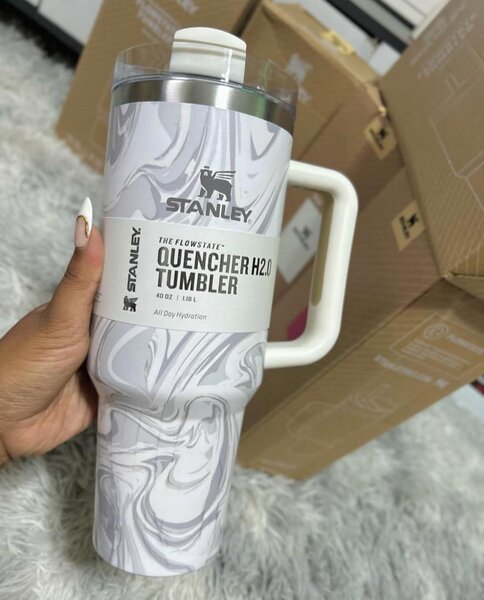 STANLEY
THE FLOWSTATE™
QUENCHER H2.0
TUMBLER
40 OZ | 1.18 L
All Day Hydration
STANLEY